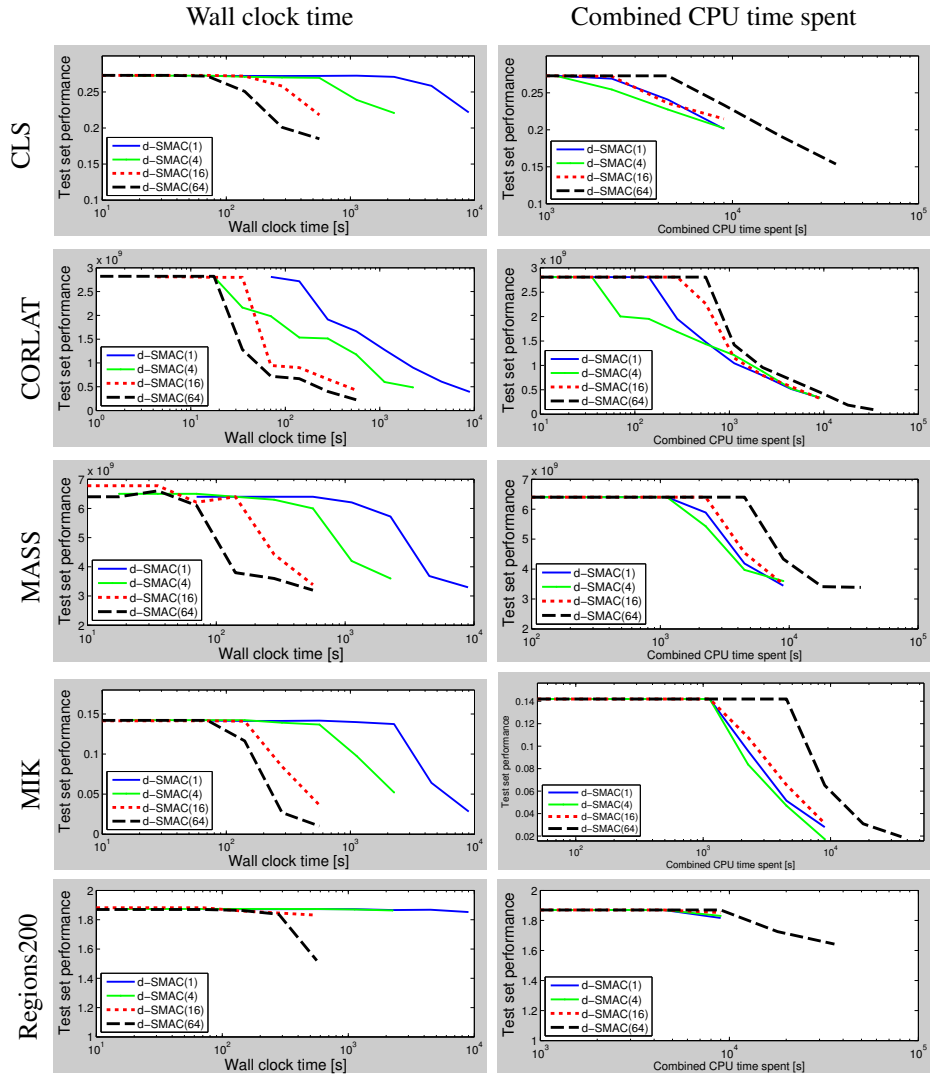 Wall clock time
Combined CPU time spent
CLS
Test set performance
0.25
0.2
0.15
0.1
d−SMAC(1)
d−SMAC(4)
d−SMAC(16)
d−SMAC(64)
10^1
10^2
10^3
10^4
Wall clock time [s]
Test set performance
0.25
0.2
0.15
0.1
d−SMAC(1)
d−SMAC(4)
d−SMAC(16)
d−SMAC(64)
10^3
10^4
10^5
Combined CPU time spent [s]
CORLAT
Test set performance
x 10^9
3
2.5
2
1.5
1
0.5
0
d−SMAC(1)
d−SMAC(4)
d−SMAC(16)
d−SMAC(64)
10^0
10^1
10^2
10^3
10^4
Wall clock time [s]
Test set performance
x 10^9
3
2.5
2
1.5
1
0.5
0
d−SMAC(1)
d−SMAC(4)
d−SMAC(16)
d−SMAC(64)
10^1
10^2
10^3
10^4
10^5
Combined CPU time spent [s]
MASS
Test set performance
x 10^9
7
6
5
4
3
2
d−SMAC(1)
d−SMAC(4)
d−SMAC(16)
d−SMAC(64)
10^1
10^2
10^3
10^4
Wall clock time [s]
Test set performance
x 10^9
7
6
5
4
3
2
d−SMAC(1)
d−SMAC(4)
d−SMAC(16)
d−SMAC(64)
10^2
10^3
10^4
10^5
Combined CPU time spent [s]
MIK
Test set performance
0.15
0.1
0.05
0
d−SMAC(1)
d−SMAC(4)
d−SMAC(16)
d−SMAC(64)
10^1
10^2
10^3
10^4
Wall clock time [s]
Test set performance
0.14
0.12
0.1
0.08
0.06
0.04
0.02
d−SMAC(1)
d−SMAC(4)
d−SMAC(16)
d−SMAC(64)
10^2
10^3
10^4
Combined CPU time spent [s]
Regions200
Test set performance
2
1.8
1.6
1.4
1.2
1
d−SMAC(1)
d−SMAC(4)
d−SMAC(16)
d−SMAC(64)
10^1
10^2
10^3
10^4
Wall clock time [s]
Test set performance
2
1.8
1.6
1.4
1.2
1
d−SMAC(1)
d−SMAC(4)
d−SMAC(16)
d−SMAC(64)
10^3
10^4
10^5
Combined CPU time spent [s]